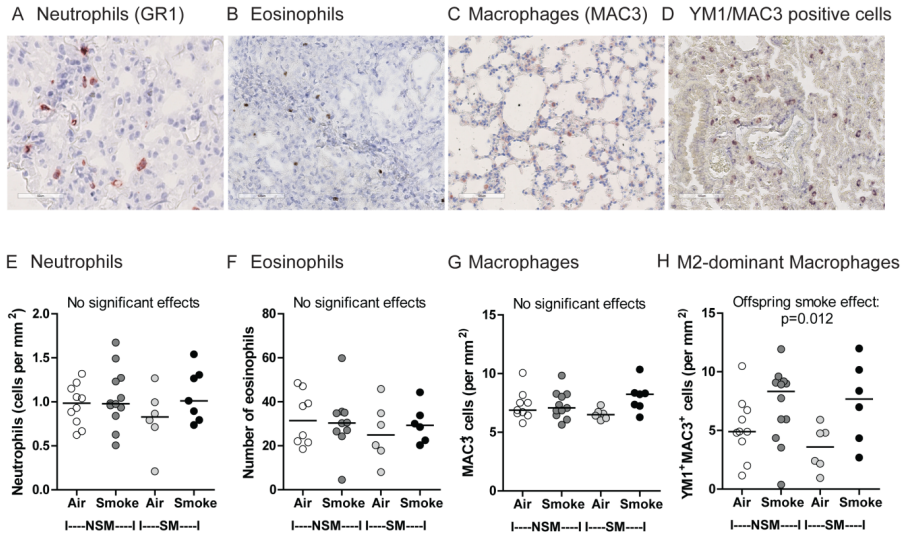 A Neutrophils (GR1)
B Eosinophils
C Macrophages (MAC3)
D YM1/MAC3 positive cells
E Neutrophils
No significant effects
Neutrophils (cells per mm²)
2.0
1.5
1.0
0.5
0.0
Air Smoke Air Smoke
I----NSM----I I----SM----I
F Eosinophils
No significant effects
Number of eosinophils
80
60
40
20
0
Air Smoke Air Smoke
I----NSM----I I----SM----I
G Macrophages
No significant effects
MAC3⁺ cells (per mm²)
15
10
5
0
Air Smoke Air Smoke
I----NSM----I I----SM----I
H M2-dominant Macrophages
Offspring smoke effect:
p=0.012
YM1⁺MAC3⁺ cells (per mm²)
15
10
5
0
Air Smoke Air Smoke
I----NSM----I I----SM----I